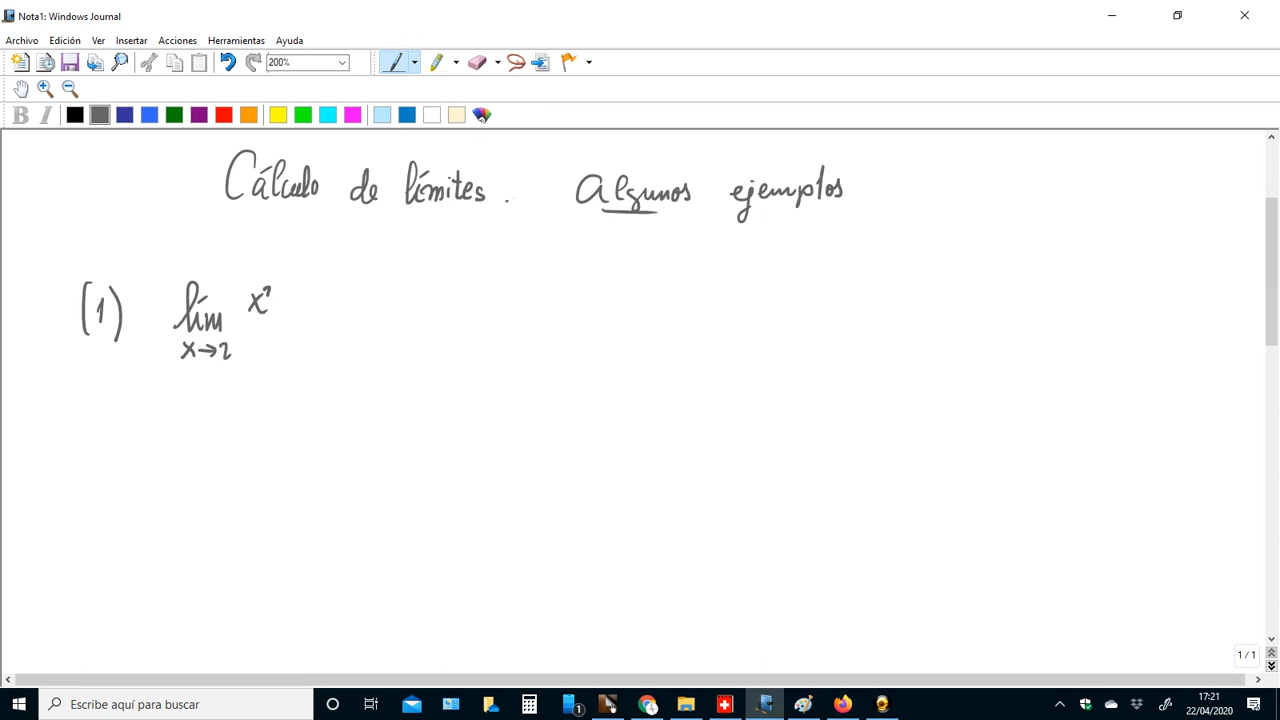 Nota1: Windows Journal
Archivo Edición Ver Insertar Acciones Herramientas Ayuda
200%
B I
Cálculo de límites. Algunos ejemplos
(1) lím x²
x→2
1 / 1
Escribe aquí para buscar
1
17:21
22/04/2020